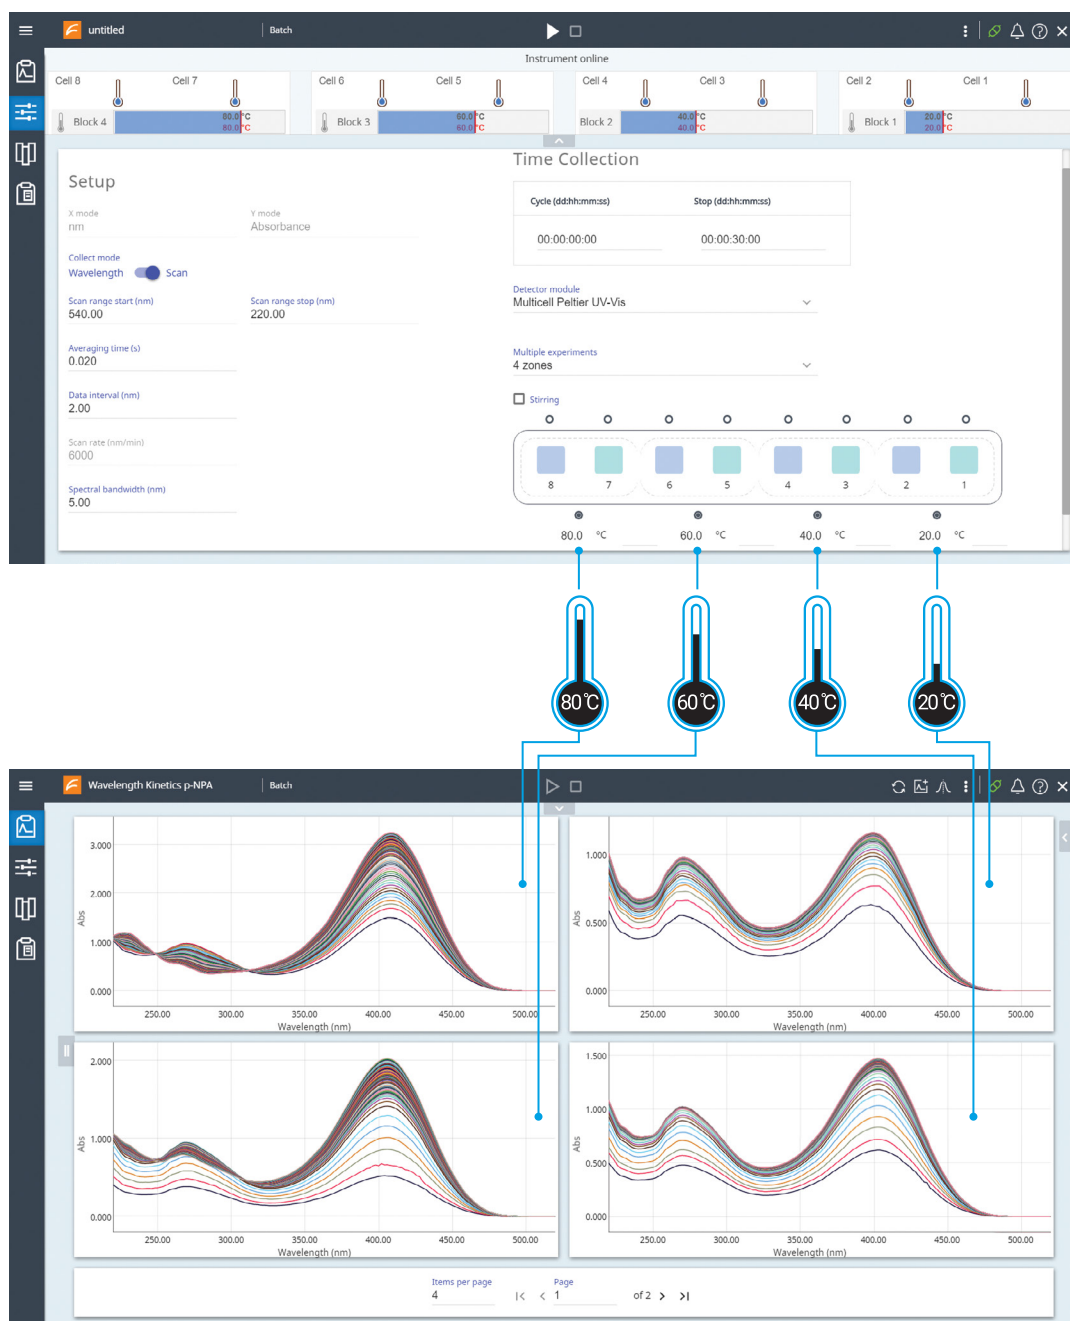 untitled
Batch
Instrument online
Cell 8 Cell 7 Cell 6 Cell 5 Cell 4 Cell 3 Cell 2 Cell 1
Block 4 80.0 °C 80.0 °C
Block 3 60.0 °C 60.0 °C
Block 2 40.0 °C 40.0 °C
Block 1 20.0 °C 20.0 °C
Setup
X mode
nm
Y mode
Absorbance
Collect mode
Wavelength Scan
Scan range start (nm)
540.00
Scan range stop (nm)
220.00
Averaging time (s)
0.020
Data interval (nm)
2.00
Scan rate (nm/min)
6000
Spectral bandwidth (nm)
5.00
Time Collection
Cycle (dd:hh:mm:ss) Stop (dd:hh:mm:ss)
00:00:00:00 00:00:30:00
Detector module
Multicell Peltier UV-Vis
Multiple experiments
4 zones
Stirring
8 7 6 5 4 3 2 1
80.0 °C 60.0 °C 40.0 °C 20.0 °C
80°C 60°C 40°C 20°C
Wavelength Kinetics p-NPA
Batch
3.000
2.000
1.000
0.000
Abs
250.00 300.00 350.00 400.00 450.00 500.00
Wavelength (nm)
1.000
0.500
0.000
Abs
250.00 300.00 350.00 400.00 450.00 500.00
Wavelength (nm)
2.000
1.000
0.000
Abs
250.00 300.00 350.00 400.00 450.00 500.00
Wavelength (nm)
1.500
1.000
0.500
0.000
Abs
250.00 300.00 350.00 400.00 450.00 500.00
Wavelength (nm)
Items per page
4
Page
1
of 2